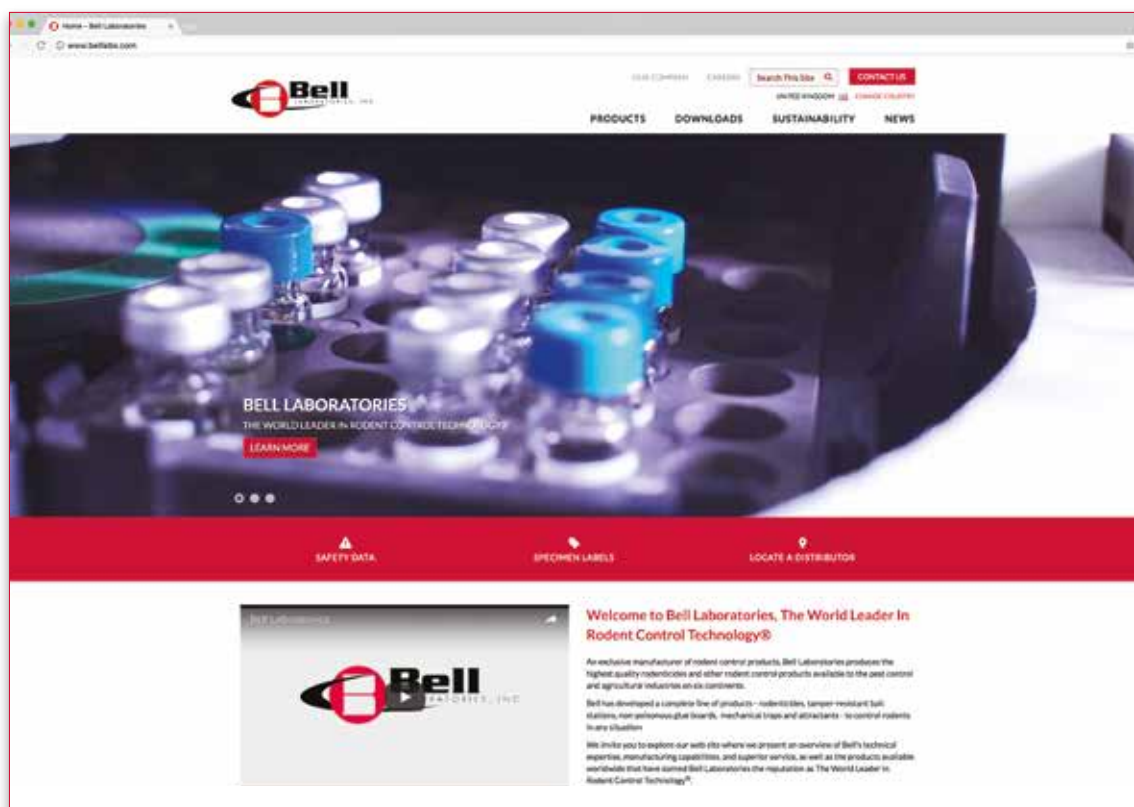 Home - Bell Laboratories
www.belllabs.com
Bell
LABORATORIES, INC.
OUR COMPANY CAREERS Search This Site CONTACT US
UNITED KINGDOM CHANGE COUNTRY
PRODUCTS DOWNLOADS SUSTAINABILITY NEWS
BELL LABORATORIES
THE WORLD LEADER IN RODENT CONTROL TECHNOLOGY®
LEARN MORE
SAFETY DATA SPECIMEN LABELS LOCATE A DISTRIBUTOR
Bell Laboratories
Bell
LABORATORIES, INC
Welcome to Bell Laboratories, The World Leader In
Rodent Control Technology®
An exclusive manufacturer of rodent control products, Bell Laboratories produces the
highest quality rodenticides and other rodent control products available to the pest control
and agricultural industries on six continents.
Bell has developed a complete line of products - rodenticides, tamper-resistant bait
stations, non-poisonous glue boards, mechanical traps and attractants - to control rodents
in any situation
We invite you to explore our web site where we present an overview of Bell's technical
expertise, manufacturing capabilities, and superior service, as well as the products available
worldwide that have earned Bell Laboratories the reputation as The World Leader in
Rodent Control Technology®.